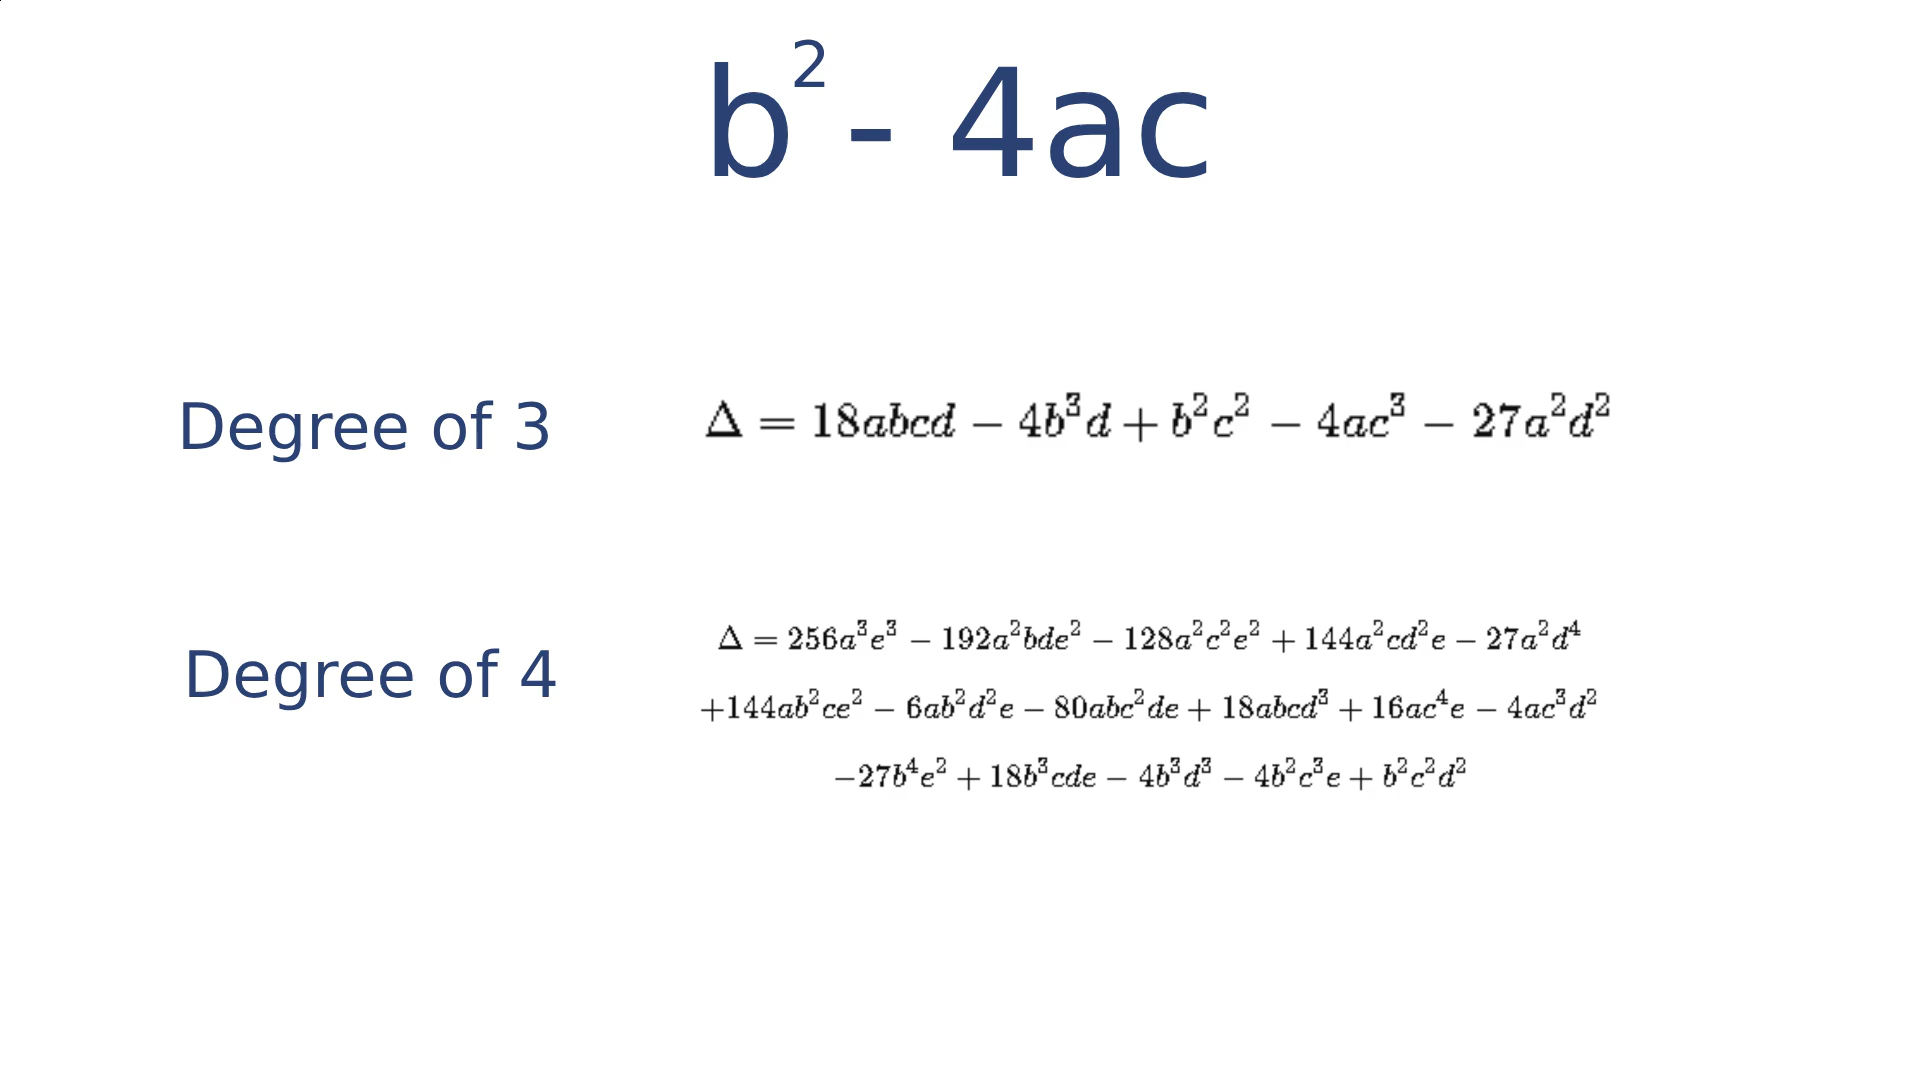 b² - 4ac
Degree of 3
Δ = 18abcd − 4b³d + b²c² − 4ac³ − 27a²d²
Degree of 4
Δ = 256a³e³ − 192a²bde² − 128a²c²e² + 144a²cd²e − 27a²d⁴
+144ab²ce² − 6ab²d²e − 80abc²de + 18abcd³ + 16ac⁴e − 4ac³d²
−27b⁴e² + 18b³cde − 4b³d³ − 4b²c³e + b²c²d²